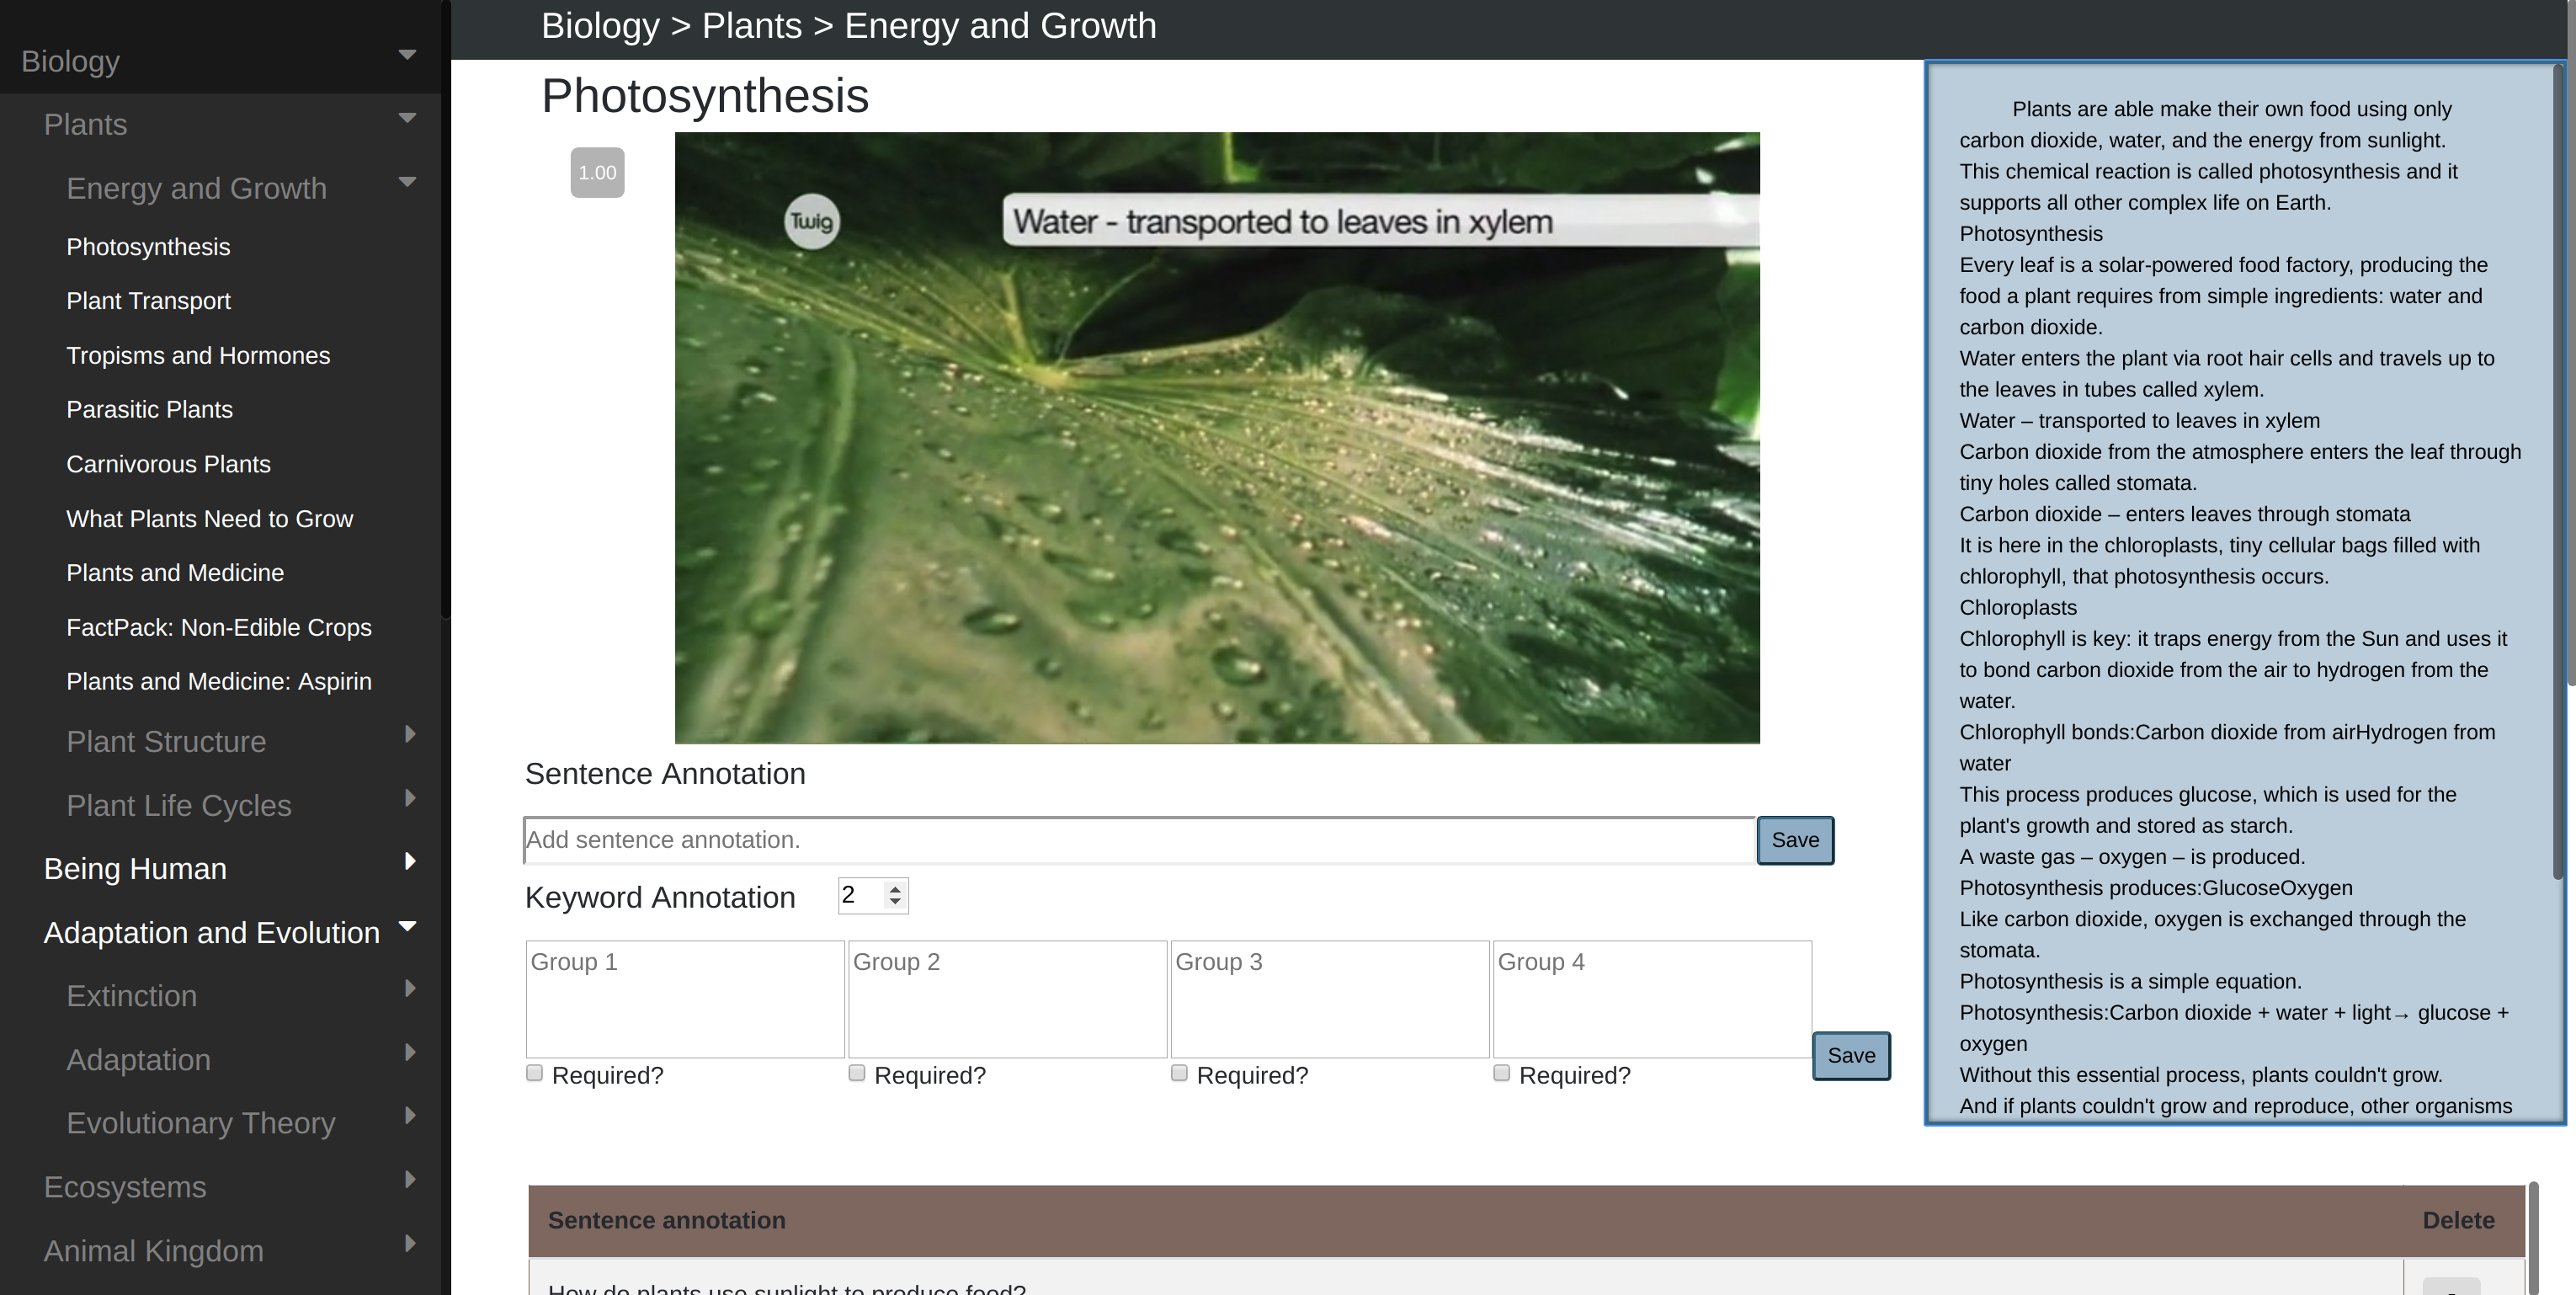 Biology
Plants
Energy and Growth
Photosynthesis
Plant Transport
Tropisms and Hormones
Parasitic Plants
Carnivorous Plants
What Plants Need to Grow
Plants and Medicine
FactPack: Non-Edible Crops
Plants and Medicine: Aspirin
Plant Structure
Plant Life Cycles
Being Human
Adaptation and Evolution
Extinction
Adaptation
Evolutionary Theory
Ecosystems
Animal Kingdom
Biology > Plants > Energy and Growth
Photosynthesis
1.00
Twig
Water - transported to leaves in xylem
Sentence Annotation
Add sentence annotation.
Save
Keyword Annotation 2
Group 1 Group 2 Group 3 Group 4
Required? Required? Required? Required?
Save
Plants are able make their own food using only
carbon dioxide, water, and the energy from sunlight.
This chemical reaction is called photosynthesis and it
supports all other complex life on Earth.
Photosynthesis
Every leaf is a solar-powered food factory, producing the
food a plant requires from simple ingredients: water and
carbon dioxide.
Water enters the plant via root hair cells and travels up to
the leaves in tubes called xylem.
Water – transported to leaves in xylem
Carbon dioxide from the atmosphere enters the leaf through
tiny holes called stomata.
Carbon dioxide – enters leaves through stomata
It is here in the chloroplasts, tiny cellular bags filled with
chlorophyll, that photosynthesis occurs.
Chloroplasts
Chlorophyll is key: it traps energy from the Sun and uses it
to bond carbon dioxide from the air to hydrogen from the
water.
Chlorophyll bonds:Carbon dioxide from airHydrogen from
water
This process produces glucose, which is used for the
plant's growth and stored as starch.
A waste gas – oxygen – is produced.
Photosynthesis produces:GlucoseOxygen
Like carbon dioxide, oxygen is exchanged through the
stomata.
Photosynthesis is a simple equation.
Photosynthesis:Carbon dioxide + water + light→ glucose +
oxygen
Without this essential process, plants couldn't grow.
And if plants couldn't grow and reproduce, other organisms
Sentence annotation Delete
How do plants use sunlight to produce food?